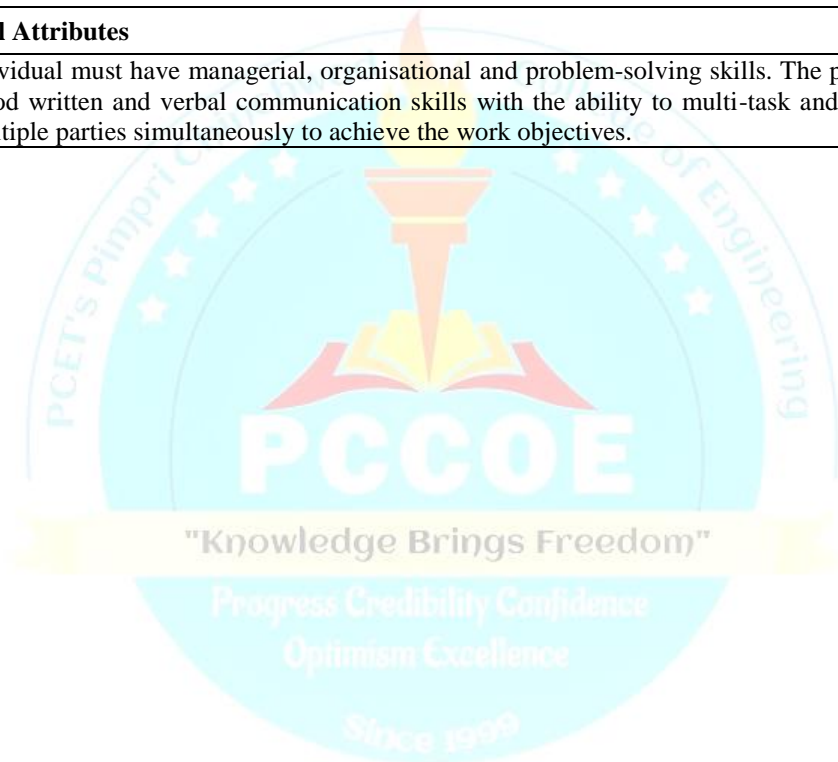 l Attributes
vidual must have managerial, organisational and problem-solving skills. The p
od written and verbal communication skills with the ability to multi-task and
ltiple parties simultaneously to achieve the work objectives.
PCET's Pimpri Chinchwad College of Engineering
PCCOE
"Knowledge Brings Freedom"
Progress Credibility Confidence
Optimism Excellence
Since 1999